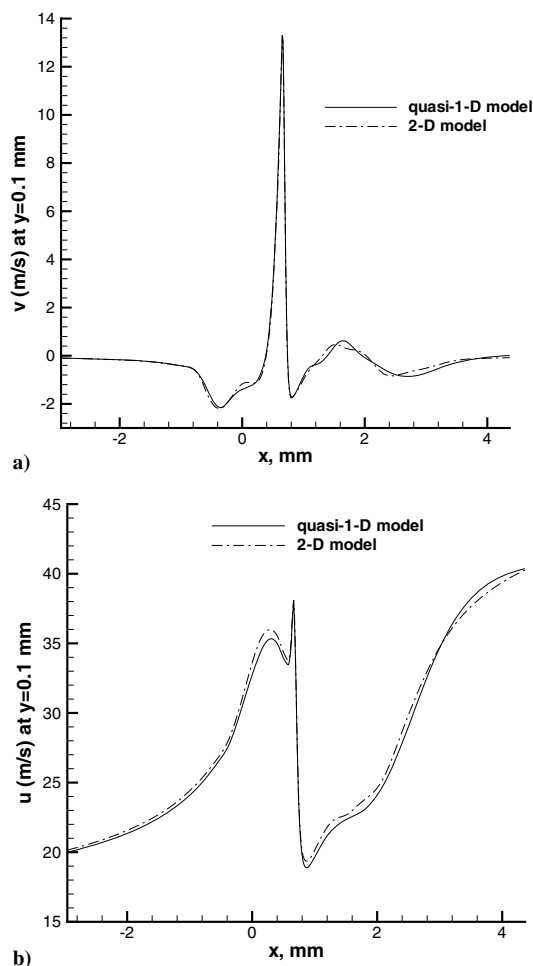 14
12
10
8
6
4
2
0
-2
v (m/s) at y=0.1 mm
quasi-1-D model
2-D model
-2
0
2
4
x, mm
a)
45
40
35
30
25
20
15
u (m/s) at y=0.1 mm
quasi-1-D model
2-D model
-2
0
2
4
x, mm
b)